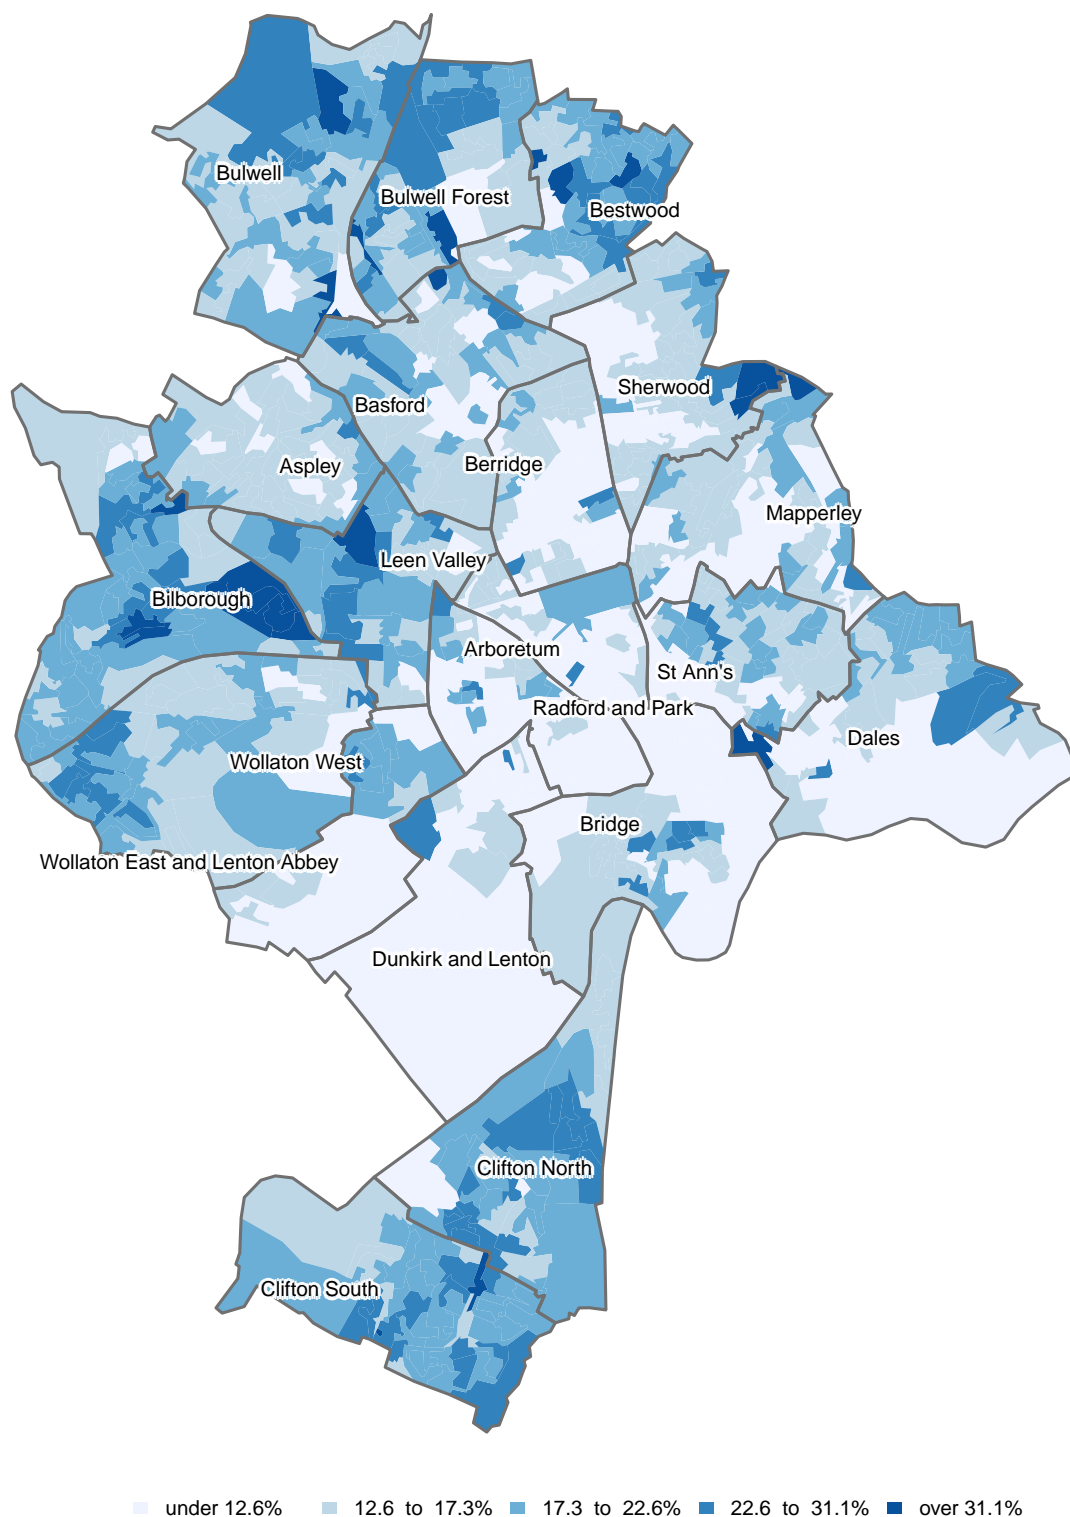 Bulwell
Bulwell Forest
Bestwood
Sherwood
Basford
Aspley
Berridge
Mapperley
Leen Valley
Bilborough
Arboretum
St Ann's
Radford and Park
Dales
Wollaton West
Bridge
Wollaton East and Lenton Abbey
Dunkirk and Lenton
Clifton North
Clifton South
under 12.6% 12.6 to 17.3% 17.3 to 22.6% 22.6 to 31.1% over 31.1%